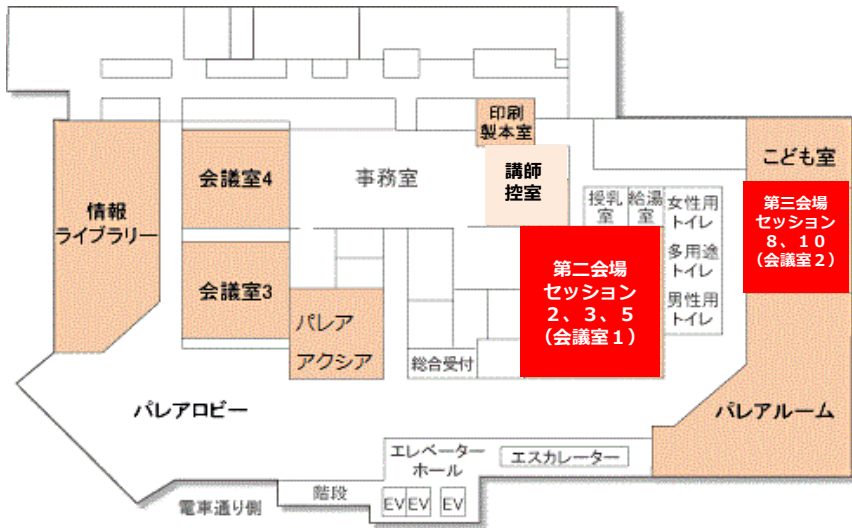 印刷
製本室
こども室
会議室4
事務室
講師
控室
情報
ライブラリー
授乳
室
給湯
室
女性用
トイレ
第三会場
セッション
８、１０
（会議室２）
多用途
トイレ
第二会場
セッション
２、３、５
（会議室１）
会議室3
男性用
トイレ
パレア
アクシア
総合受付
パレアロビー
パレアルーム
エレベーター
ホール
エスカレーター
階段
EV
EV
EV
電車通り側